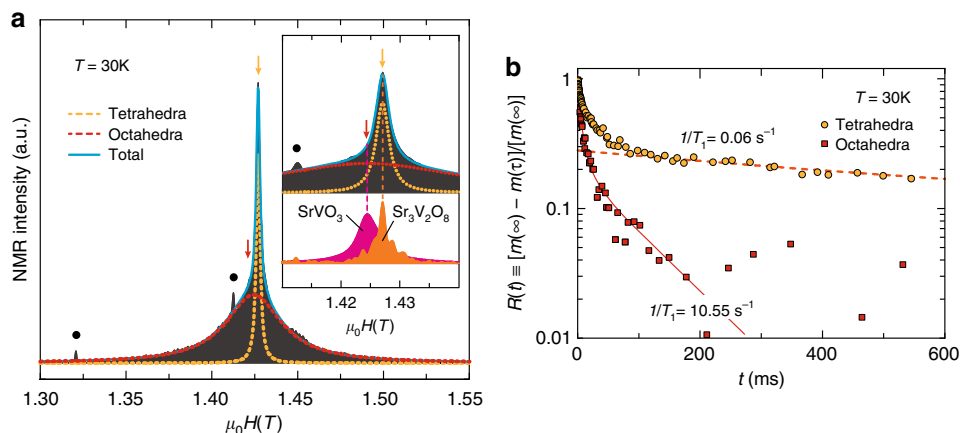 a
T = 30K
Tetrahedra
Octahedra
Total
NMR intensity (a.u.)
SrVO₃
Sr₃V₂O₈
1.42 1.43
μ₀H(T)
1.30 1.35 1.40 1.45 1.50 1.55
μ₀H(T)
b
T = 30K
Tetrahedra
Octahedra
1/T₁= 0.06 s⁻¹
1/T₁= 10.55 s⁻¹
R(t) ≡ [m(∞) − m(τ)]/[m(∞)]
1
0.1
0.01
0 200 400 600
t (ms)